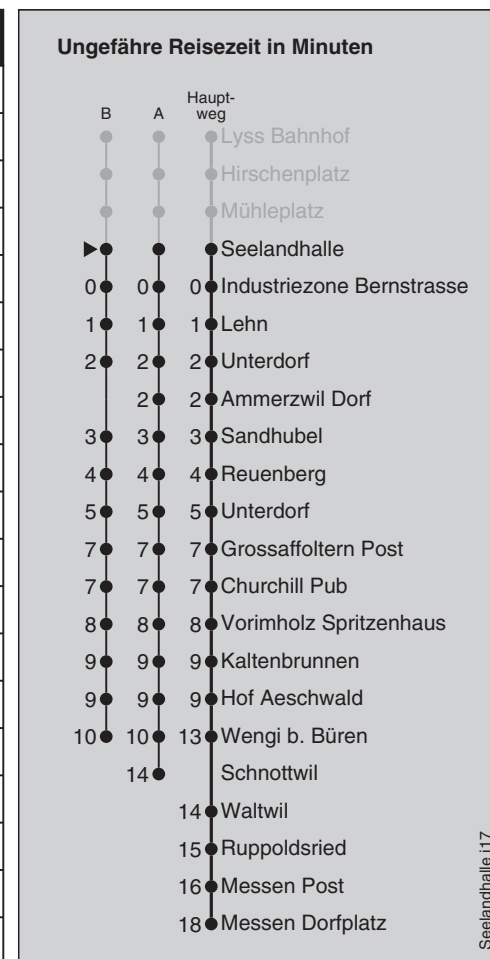 Ungefähre Reisezeit in Minuten
B A Haupt-
weg
Lyss Bahnhof
Hirschenplatz
Mühleplatz
Seelandhalle
0 0 0 Industriezone Bernstrasse
1 1 1 Lehn
2 2 2 Unterdorf
2 2 Ammerzwil Dorf
3 3 3 Sandhubel
4 4 4 Reuenberg
5 5 5 Unterdorf
7 7 7 Grossaffoltern Post
7 7 7 Churchill Pub
8 8 8 Vorimholz Spritzenhaus
9 9 9 Kaltenbrunnen
9 9 9 Hof Aeschwald
10 10 13 Wengi b. Büren
14 Schnottwil
14 Waltwil
15 Ruppoldsried
16 Messen Post
18 Messen Dorfplatz
Seelandhalle j17